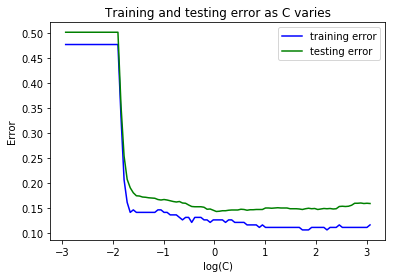 Training and testing error as C varies
training error
testing error
Error
0.50
0.45
0.40
0.35
0.30
0.25
0.20
0.15
0.10
−3 −2 −1 0 1 2 3
log(C)